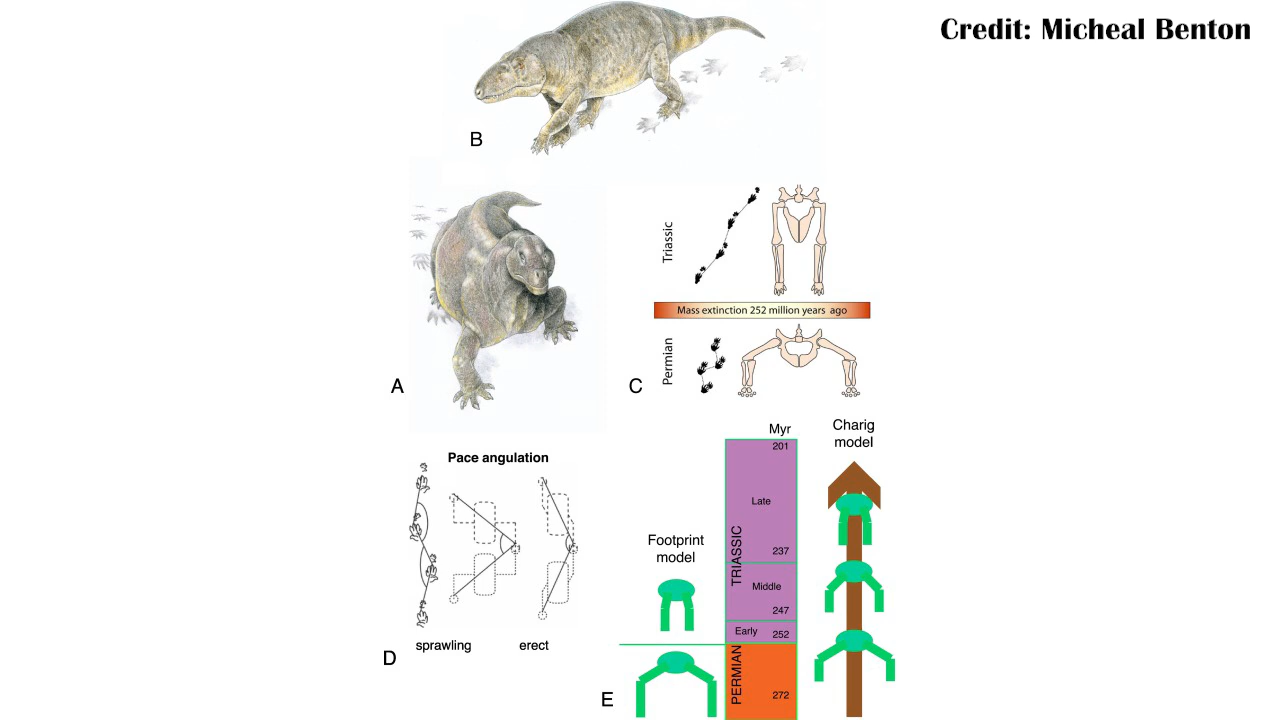 Credit: Micheal Benton
B
A
Triassic
Mass extinction 252 million years ago
Permian
C
Pace angulation
sprawling
erect
D
Myr
Charig
model
201
Late
237
TRIASSIC
Footprint
model
Middle
247
Early
252
PERMIAN
272
E